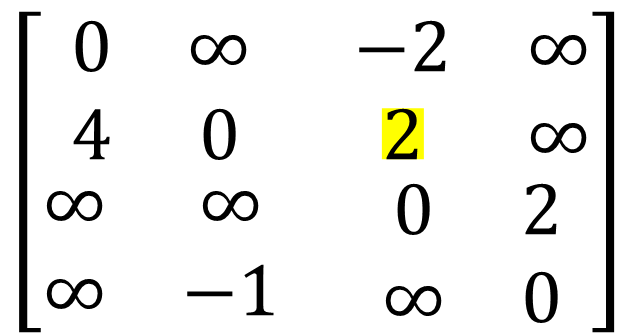 0 ∞ −2 ∞
4 0 2 ∞
∞ ∞ 0 2
∞ −1 ∞ 0